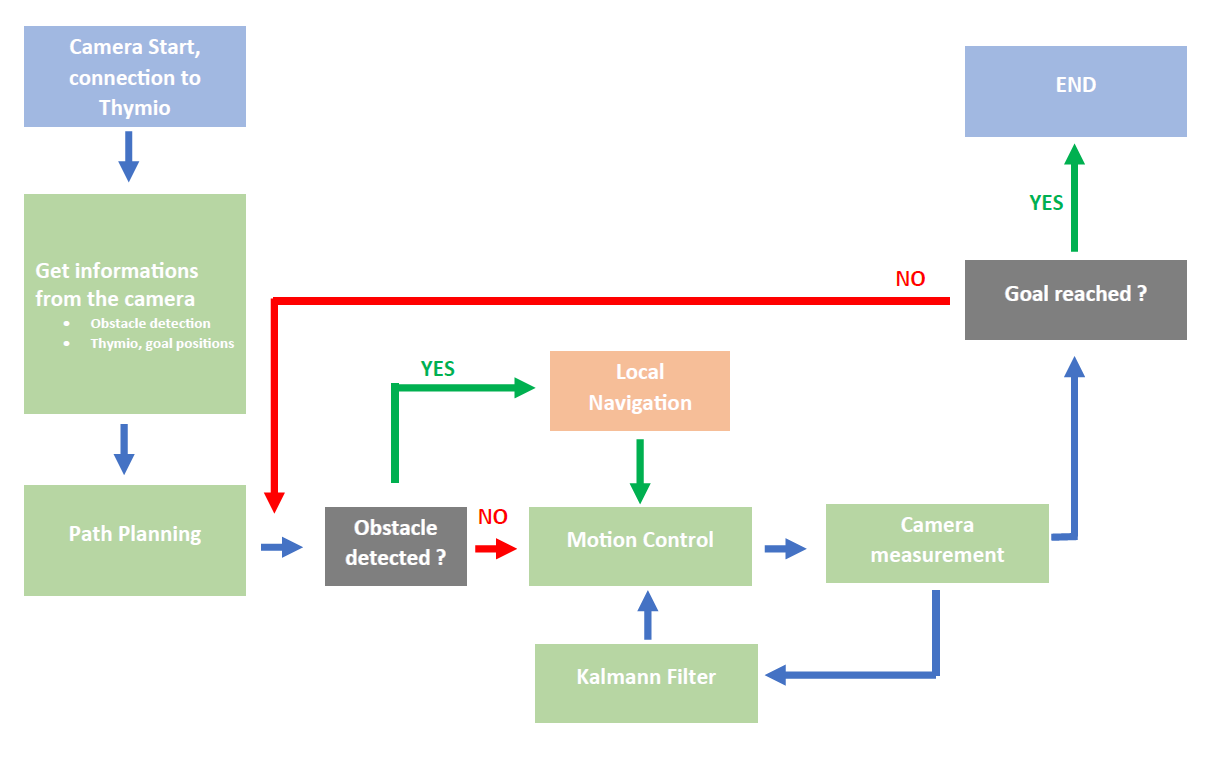 Camera Start,
connection to
Thymio
Get informations
from the camera
• Obstacle detection
• Thymio, goal positions
Path Planning
Obstacle
detected ?
YES
NO
Local
Navigation
Motion Control
Kalmann Filter
Camera
measurement
Goal reached ?
NO
YES
END